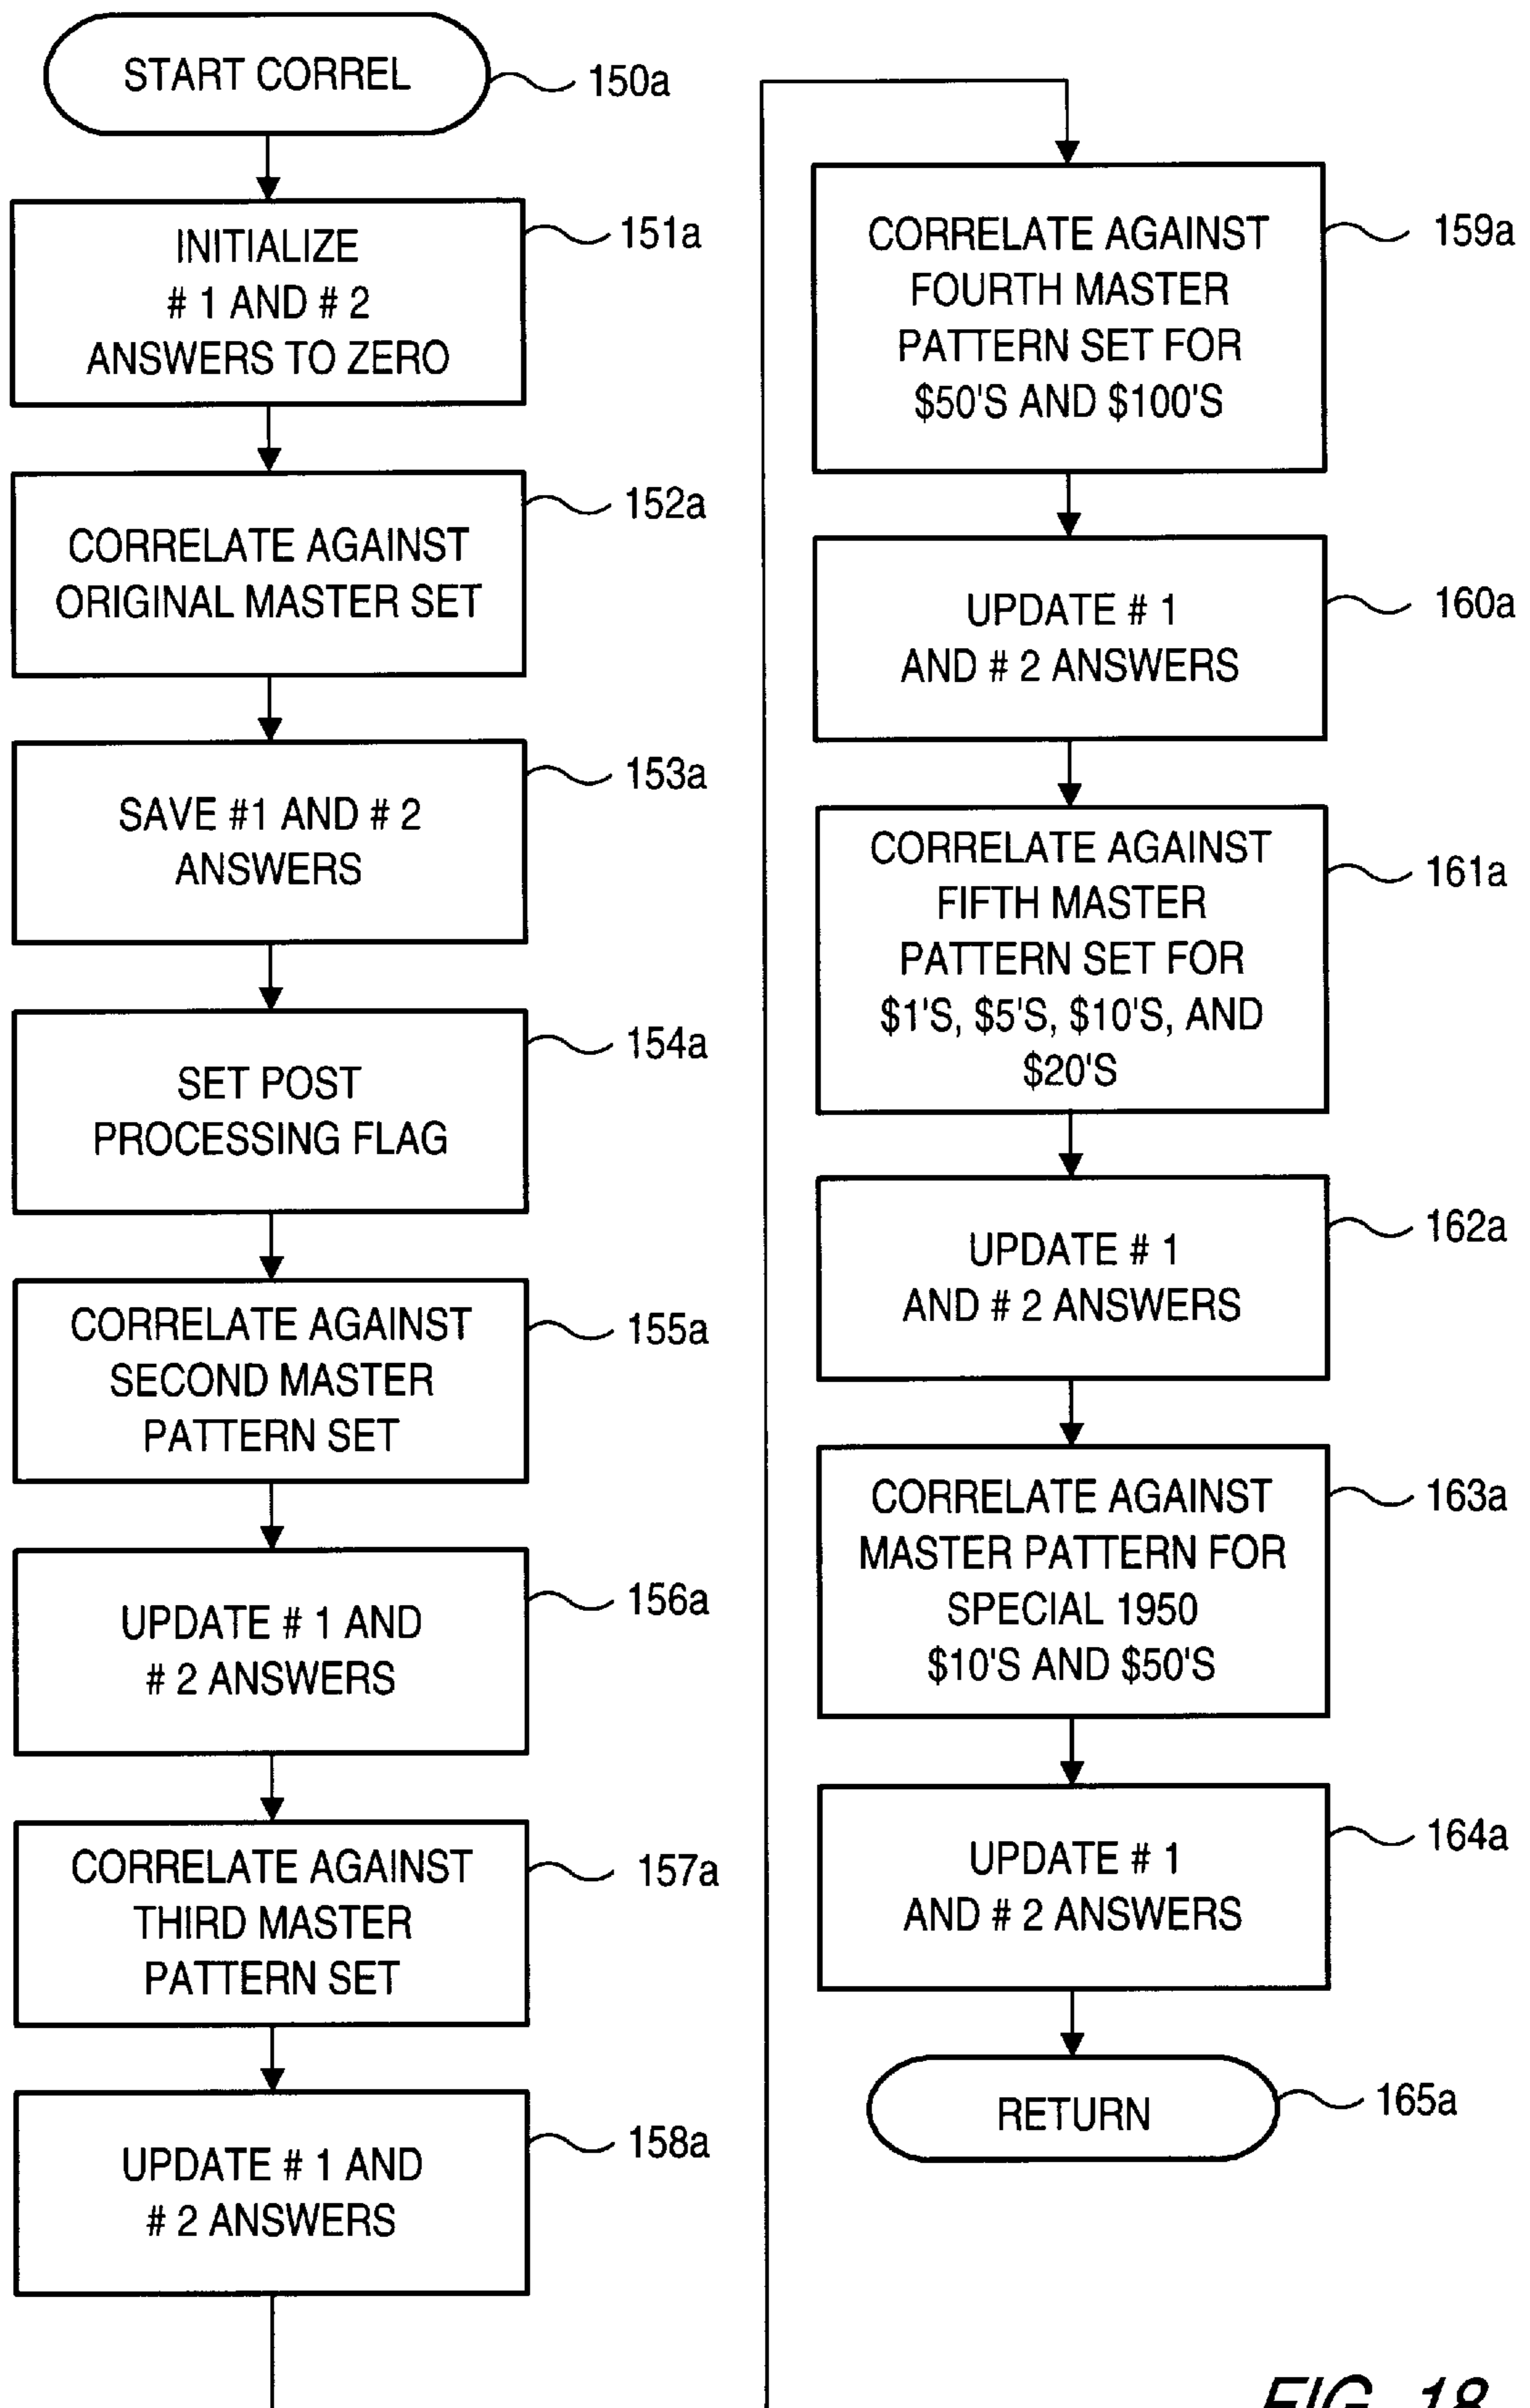 START CORREL
150a
INITIALIZE
# 1 AND # 2
ANSWERS TO ZERO
151a
CORRELATE AGAINST
ORIGINAL MASTER SET
152a
SAVE #1 AND # 2
ANSWERS
153a
SET POST
PROCESSING FLAG
154a
CORRELATE AGAINST
SECOND MASTER
PATTERN SET
155a
UPDATE # 1 AND
# 2 ANSWERS
156a
CORRELATE AGAINST
THIRD MASTER
PATTERN SET
157a
UPDATE # 1 AND
# 2 ANSWERS
158a
CORRELATE AGAINST
FOURTH MASTER
PATTERN SET FOR
$50'S AND $100'S
159a
UPDATE # 1
AND # 2 ANSWERS
160a
CORRELATE AGAINST
FIFTH MASTER
PATTERN SET FOR
$1'S, $5'S, $10'S, AND
$20'S
161a
UPDATE # 1
AND # 2 ANSWERS
162a
CORRELATE AGAINST
MASTER PATTERN FOR
SPECIAL 1950
$10'S AND $50'S
163a
UPDATE # 1
AND # 2 ANSWERS
164a
RETURN
165a
FIG. 18